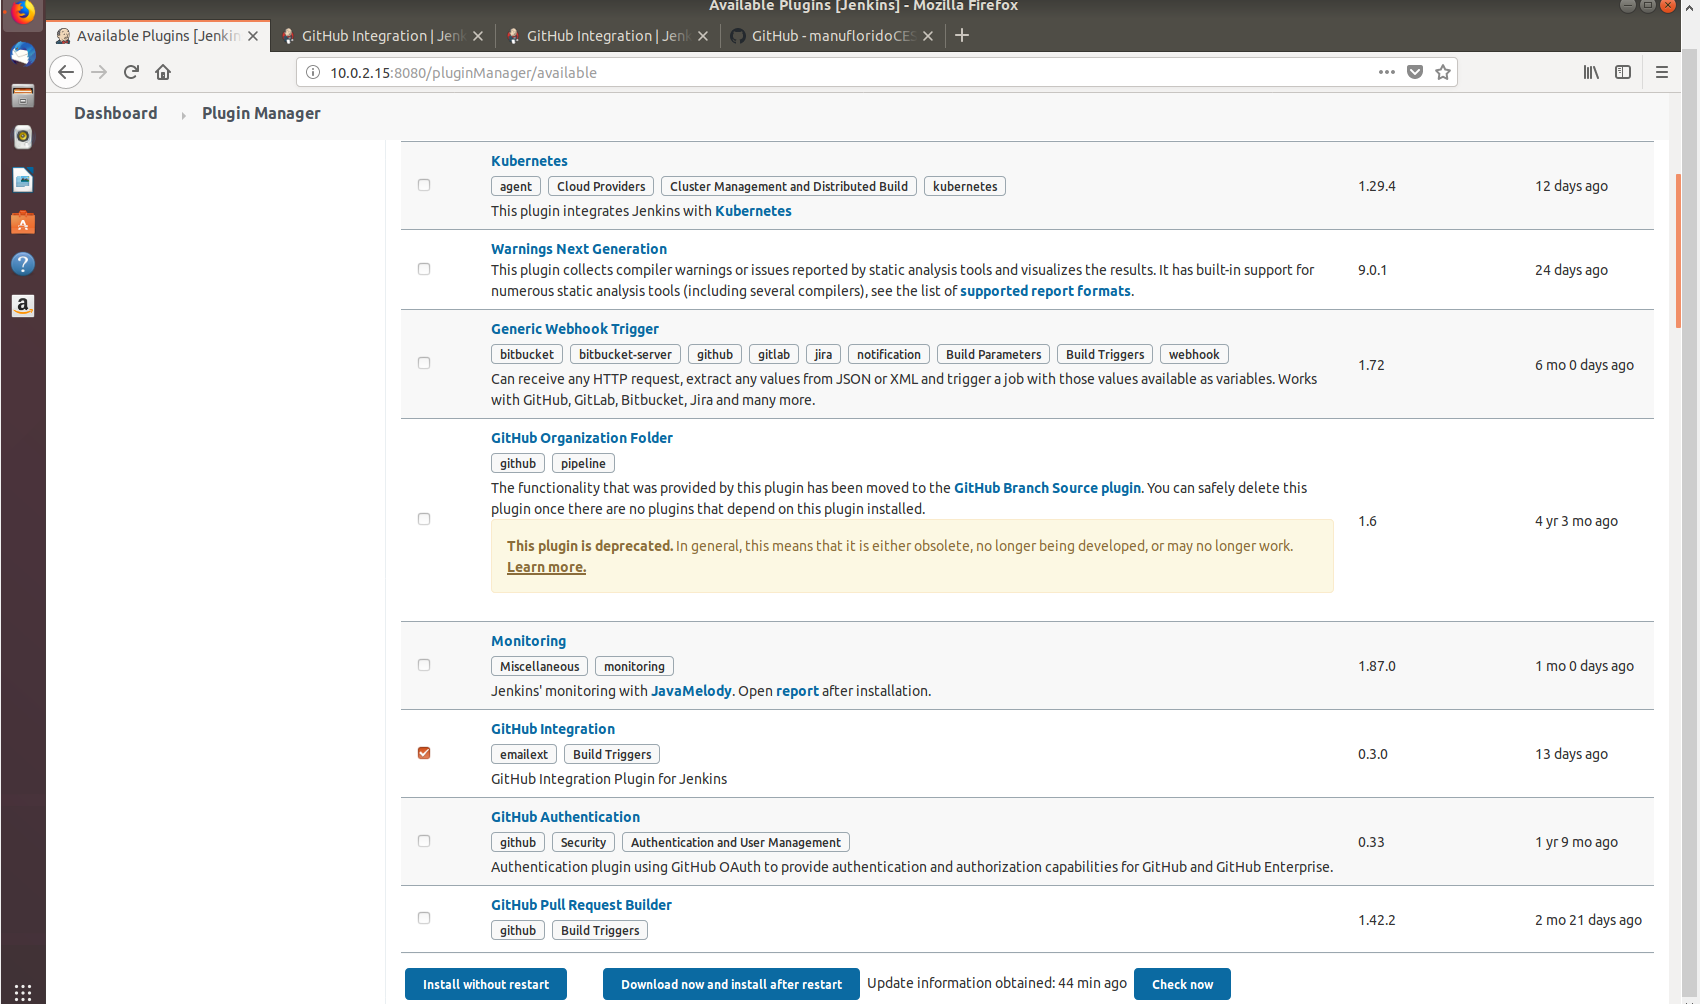 Available Plugins [Jenkins] - Mozilla Firefox
Available Plugins [Jenkin
GitHub Integration | Jenk
GitHub Integration | Jenk
GitHub - manufloridoCES
10.0.2.15:8080/pluginManager/available
Dashboard › Plugin Manager
Kubernetes
agent Cloud Providers Cluster Management and Distributed Build kubernetes
1.29.4 12 days ago
This plugin integrates Jenkins with Kubernetes
Warnings Next Generation
This plugin collects compiler warnings or issues reported by static analysis tools and visualizes the results. It has built-in support for
9.0.1 24 days ago
numerous static analysis tools (including several compilers), see the list of supported report formats.
Generic Webhook Trigger
bitbucket bitbucket-server github gitlab jira notification Build Parameters Build Triggers webhook
1.72 6 mo 0 days ago
Can receive any HTTP request, extract any values from JSON or XML and trigger a job with those values available as variables. Works
with GitHub, GitLab, Bitbucket, Jira and many more.
GitHub Organization Folder
github pipeline
The functionality that was provided by this plugin has been moved to the GitHub Branch Source plugin. You can safely delete this
plugin once there are no plugins that depend on this plugin installed.
1.6 4 yr 3 mo ago
This plugin is deprecated. In general, this means that it is either obsolete, no longer being developed, or may no longer work.
Learn more.
Monitoring
Miscellaneous monitoring
1.87.0 1 mo 0 days ago
Jenkins' monitoring with JavaMelody. Open report after installation.
GitHub Integration
emailext Build Triggers
0.3.0 13 days ago
GitHub Integration Plugin for Jenkins
GitHub Authentication
github Security Authentication and User Management
0.33 1 yr 9 mo ago
Authentication plugin using GitHub OAuth to provide authentication and authorization capabilities for GitHub and GitHub Enterprise.
GitHub Pull Request Builder
1.42.2 2 mo 21 days ago
github Build Triggers
Install without restart Download now and install after restart Update information obtained: 44 min ago Check now